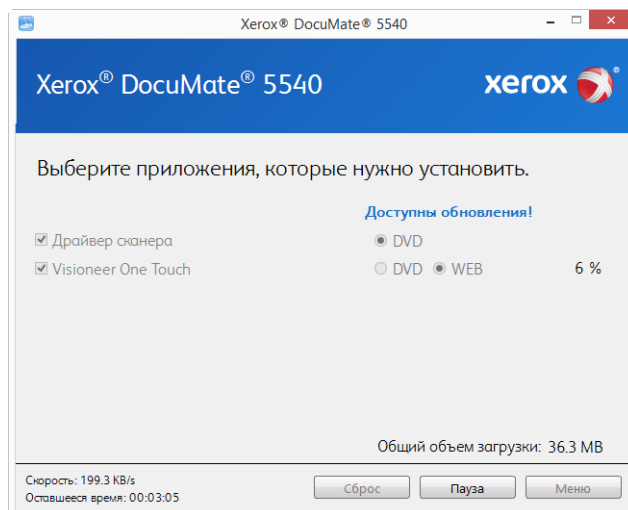 Xerox® DocuMate® 5540
Xerox® DocuMate® 5540
xerox®
Выберите приложения, которые нужно установить.
Доступны обновления!
Драйвер сканера DVD
Visioneer One Touch DVD WEB 6 %
Общий объем загрузки: 36.3 MB
Скорость: 199.3 KB/s
Оставшееся время: 00:03:05
Сброс Пауза Меню